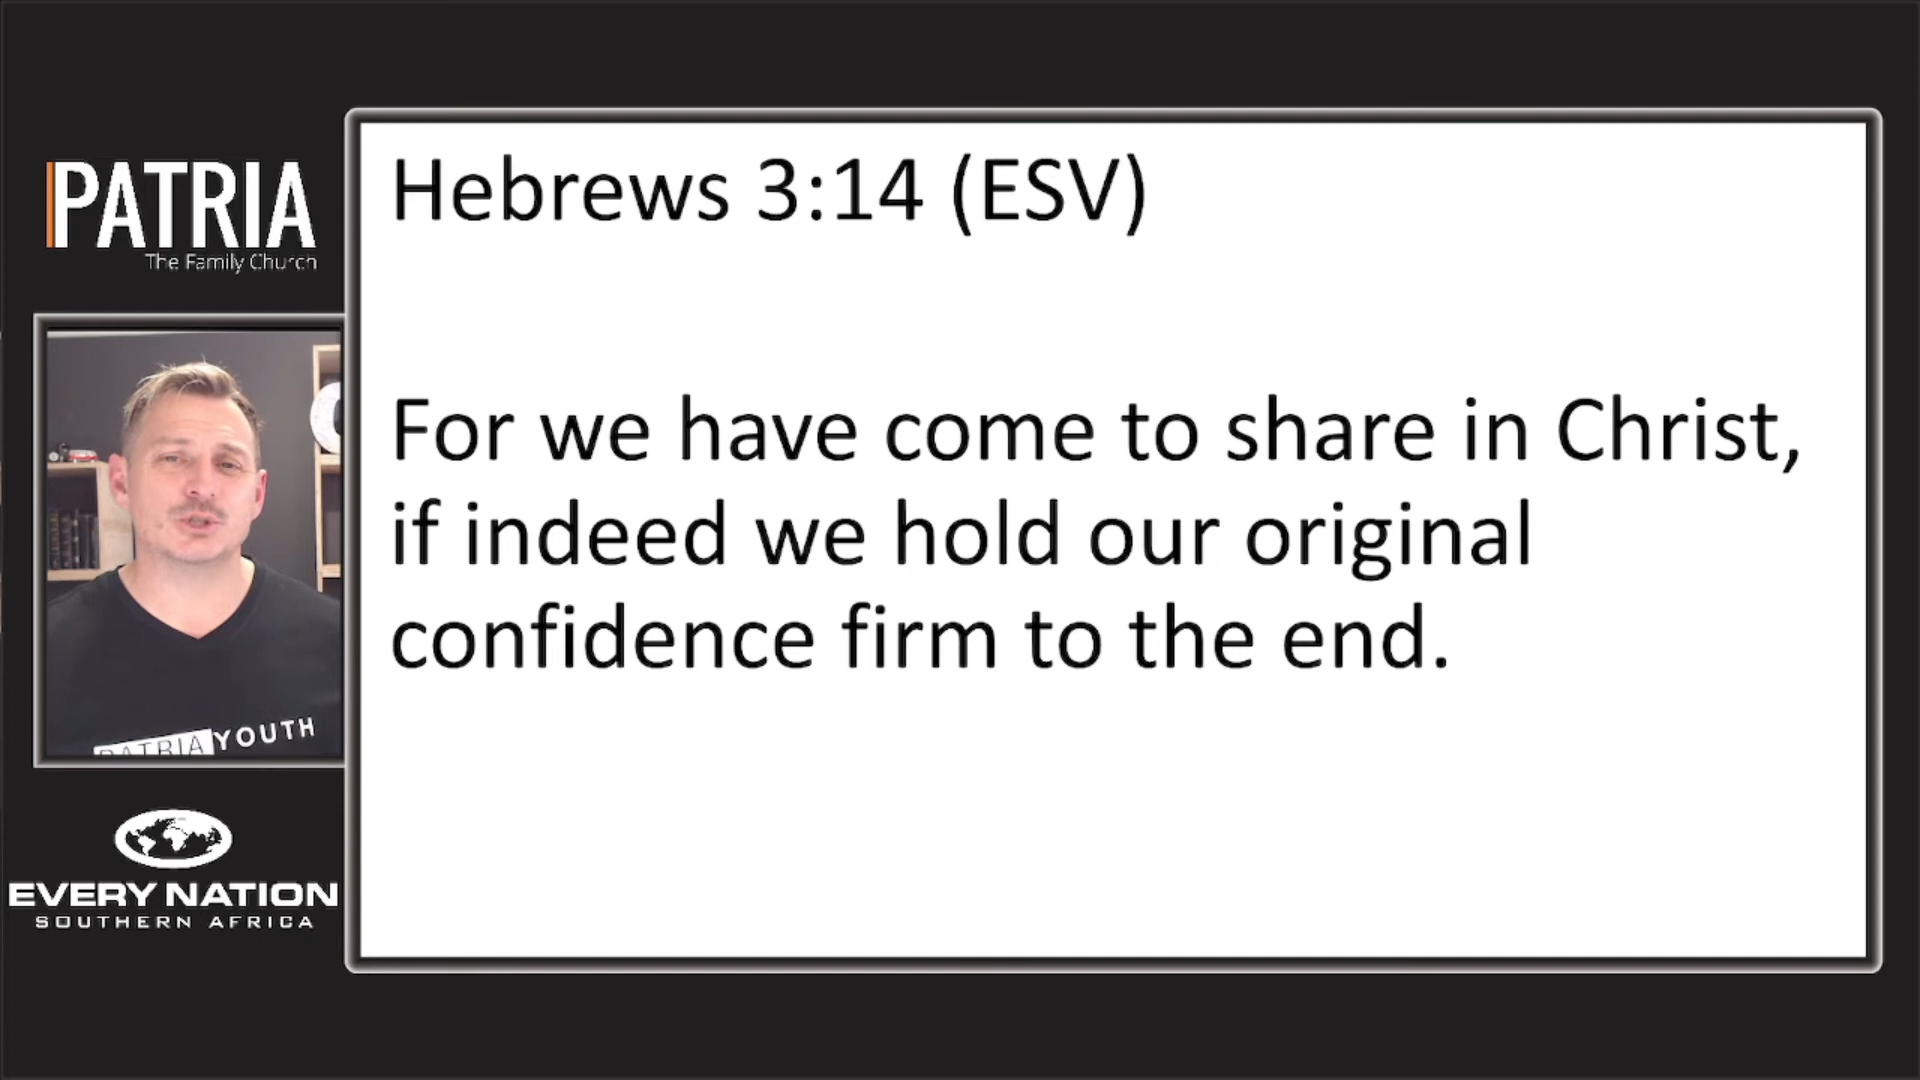 PATRIA
The Family Church
Hebrews 3:14 (ESV)
For we have come to share in Christ,
if indeed we hold our original
confidence firm to the end.
PATRIA YOUTH
EVERY NATION
SOUTHERN AFRICA